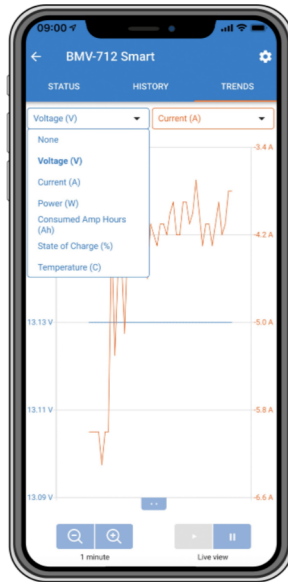 09:00
BMV-712 Smart
STATUS HISTORY TRENDS
Voltage (V) Current (A)
None
Voltage (V)
Current (A)
Power (W)
Consumed Amp Hours
(Ah)
State of Charge (%)
Temperature (C)
-3.4 A
-4.2 A
13.13 V -5.0 A
13.11 V -5.8 A
13.09 V -6.6 A
1 minute Live view